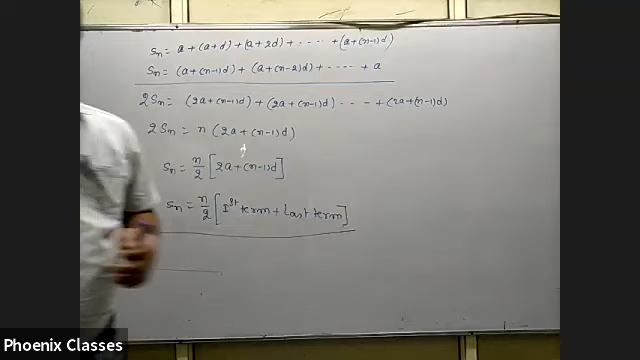 Sn = a + (a+d) + (a+2d) + ..... + (a+(n-1)d)
Sn = (a+(n-1)d) + (a+(n-2)d) + ---- + a
2Sn = (2a+(n-1)d) + (2a+(n-1)d) -- - + (2a+(n-1)d)
2Sn = n (2a+(n-1)d)
Sn = n/2 [2a+(n-1)d]
Sn = n/2 [Ist term + Last term]
Phoenix Classes